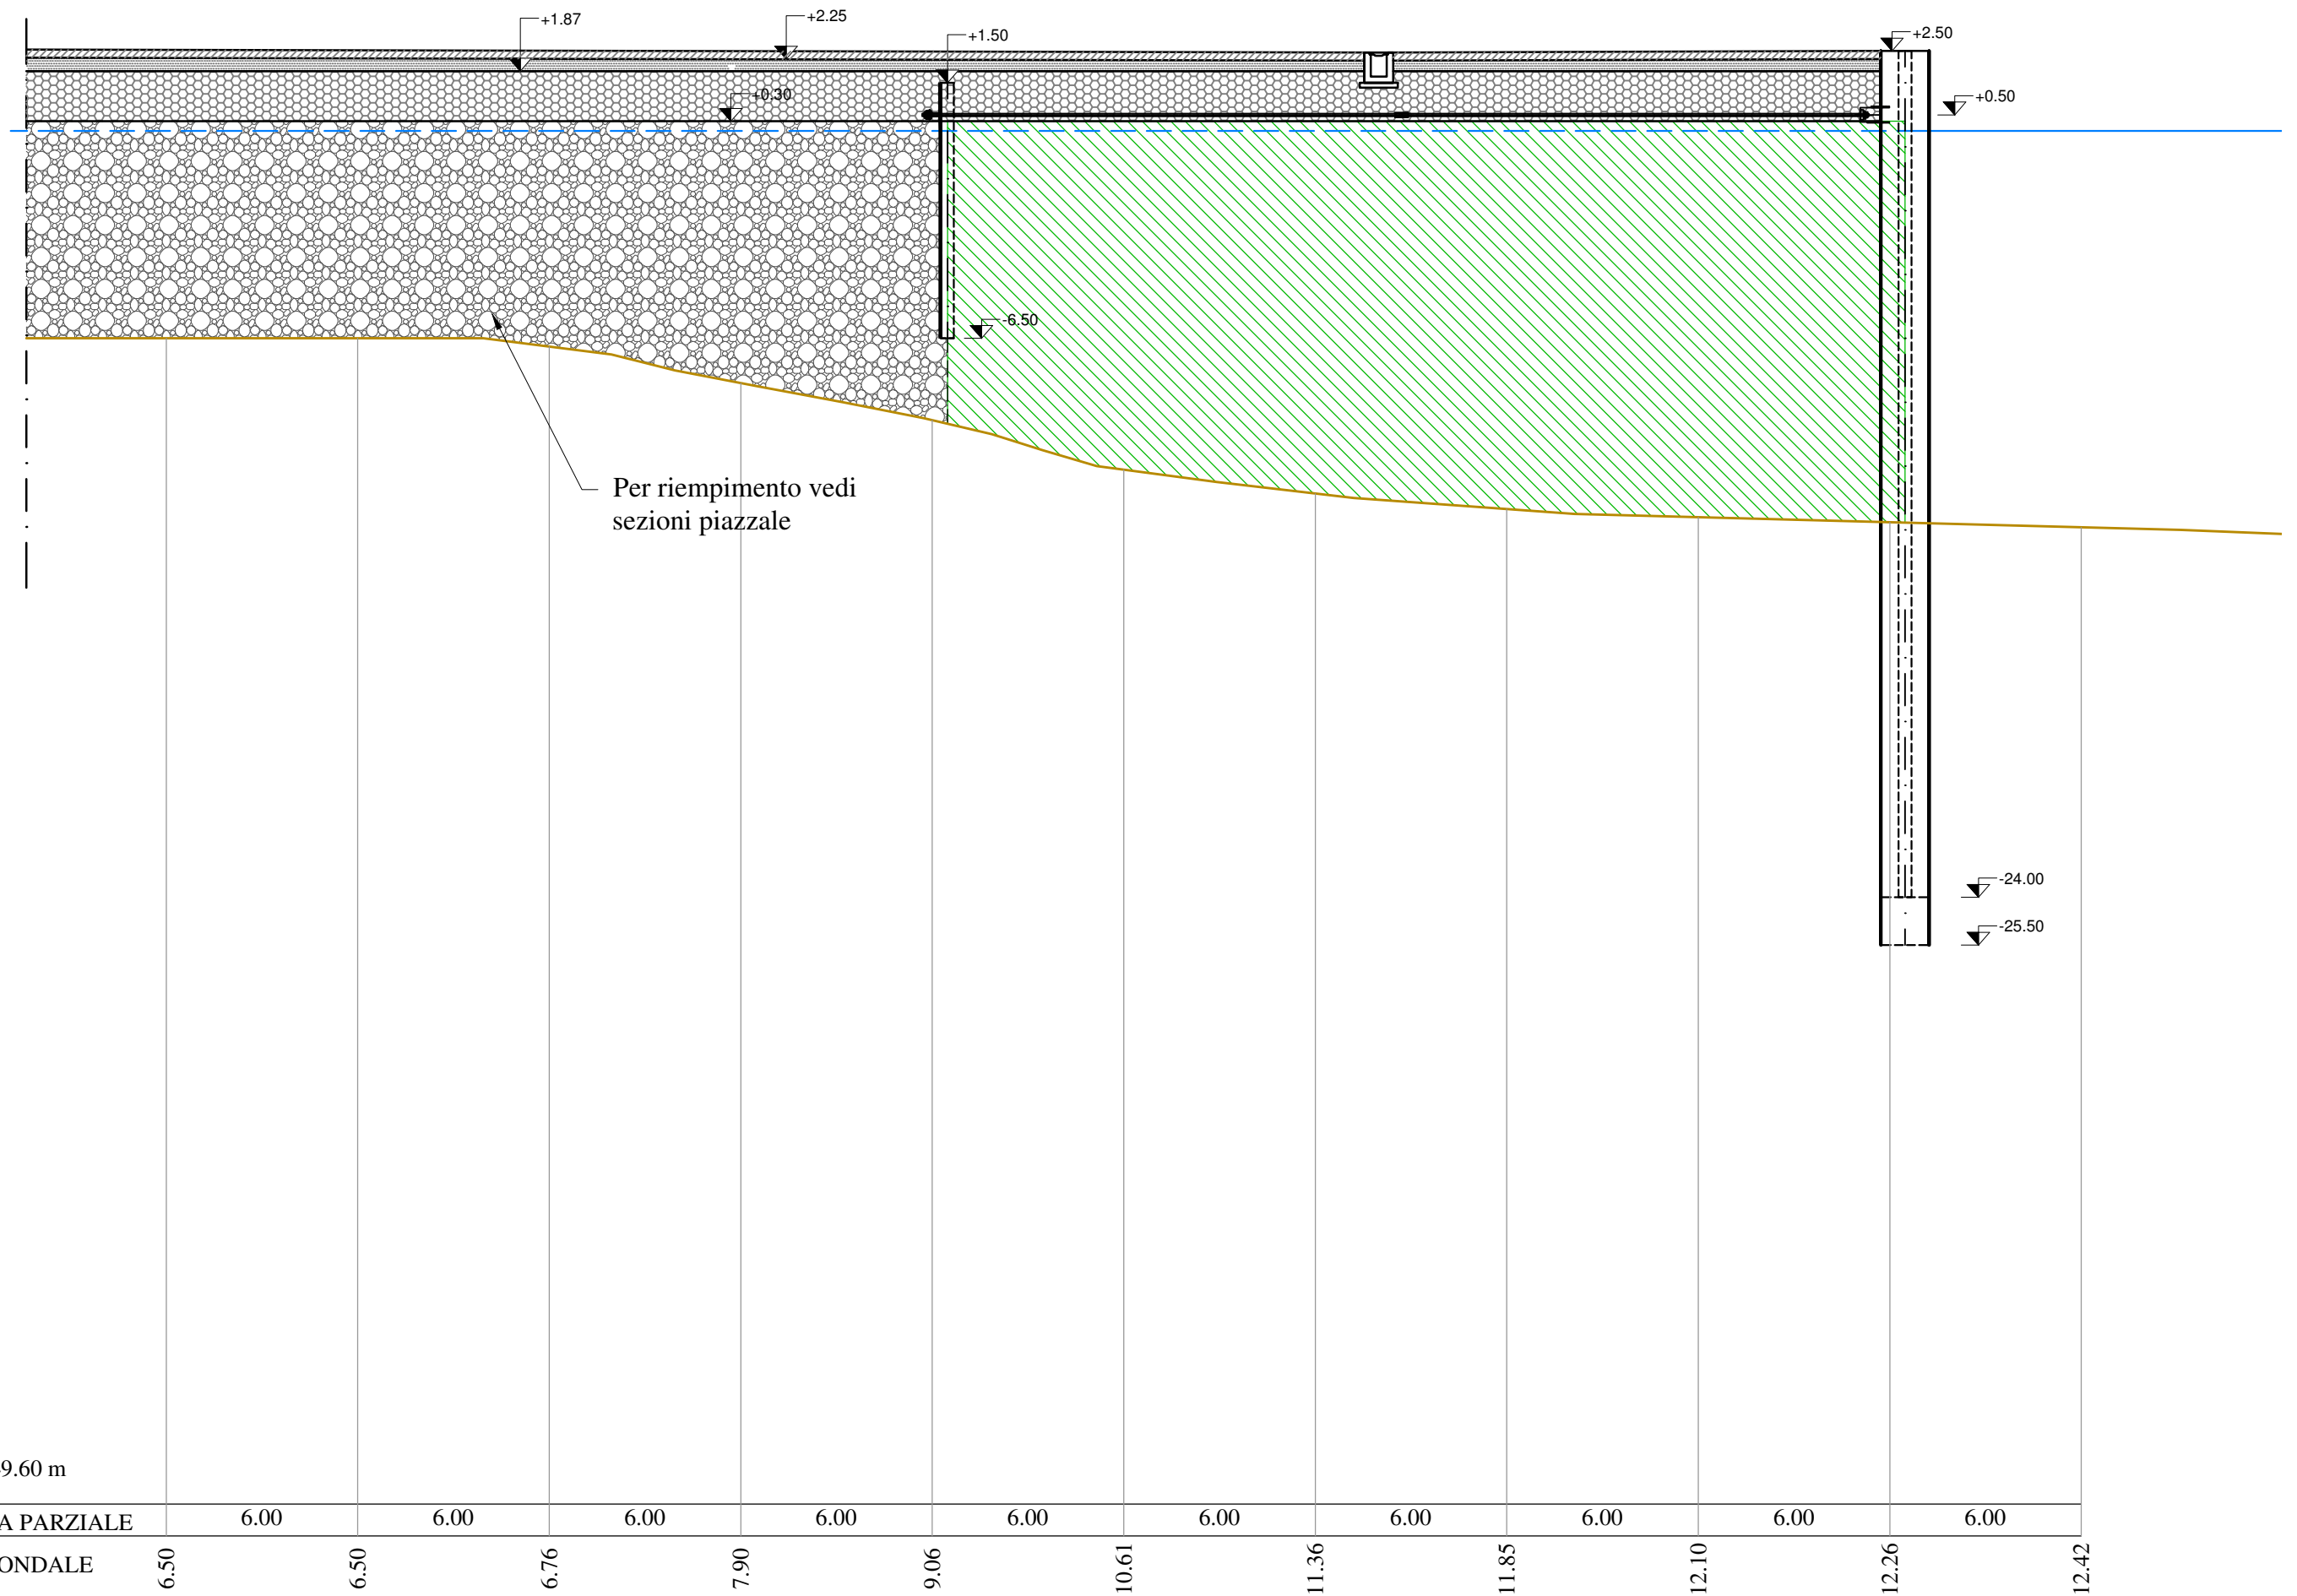 +1.87
+2.25
+1.50
+2.50
+0.30
+0.50
-6.50
Per riempimento vedi
sezioni piazzale
-24.00
-25.50
9.60 m
A PARZIALE 6.00 6.00 6.00 6.00 6.00 6.00 6.00 6.00 6.00 6.00
ONDALE 6.50 6.50 6.76 7.90 9.06 10.61 11.36 11.85 12.10 12.26 12.42